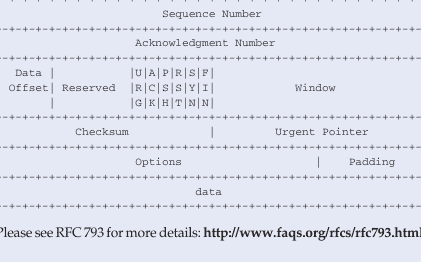 +-+-+-+-+-+-+-+-+-+-+-+-+-+-+-+-+-+-+-+-+-+-+-+-+-+-+-+-+-+-+
Sequence Number
+-+-+-+-+-+-+-+-+-+-+-+-+-+-+-+-+-+-+-+-+-+-+-+-+-+-+-+-+-+-+
Acknowledgment Number
+-+-+-+-+-+-+-+-+-+-+-+-+-+-+-+-+-+-+-+-+-+-+-+-+-+-+-+-+-+-+
Data | |U|A|P|R|S|F|
Offset| Reserved |R|C|S|S|Y|I| Window
| |G|K|H|T|N|N|
+-+-+-+-+-+-+-+-+-+-+-+-+-+-+-+-+-+-+-+-+-+-+-+-+-+-+-+-+-+-+
Checksum | Urgent Pointer
+-+-+-+-+-+-+-+-+-+-+-+-+-+-+-+-+-+-+-+-+-+-+-+-+-+-+-+-+-+-+
Options | Padding
+-+-+-+-+-+-+-+-+-+-+-+-+-+-+-+-+-+-+-+-+-+-+-+-+-+-+-+-+-+-+
data
+-+-+-+-+-+-+-+-+-+-+-+-+-+-+-+-+-+-+-+-+-+-+-+-+-+-+-+-+-+-+
Please see RFC 793 for more details: http://www.faqs.org/rfcs/rfc793.html